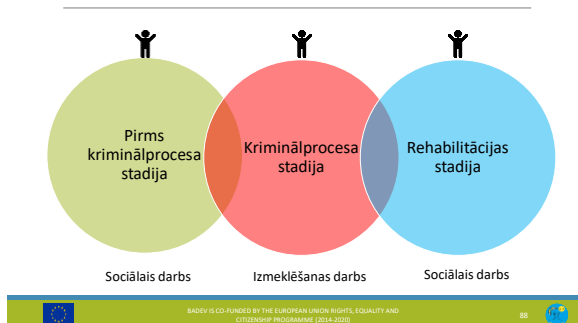 Pirms
kriminālprocesa
stadija
Kriminālprocesa
stadija
Rehabilitācijas
stadija
Sociālais darbs
Izmeklēšanas darbs
Sociālais darbs
BADEV IS CO-FUNDED BY THE EUROPEAN UNION RIGHTS, EQUALITY AND
CITIZENSHIP PROGRAMME (2014-2020)
88